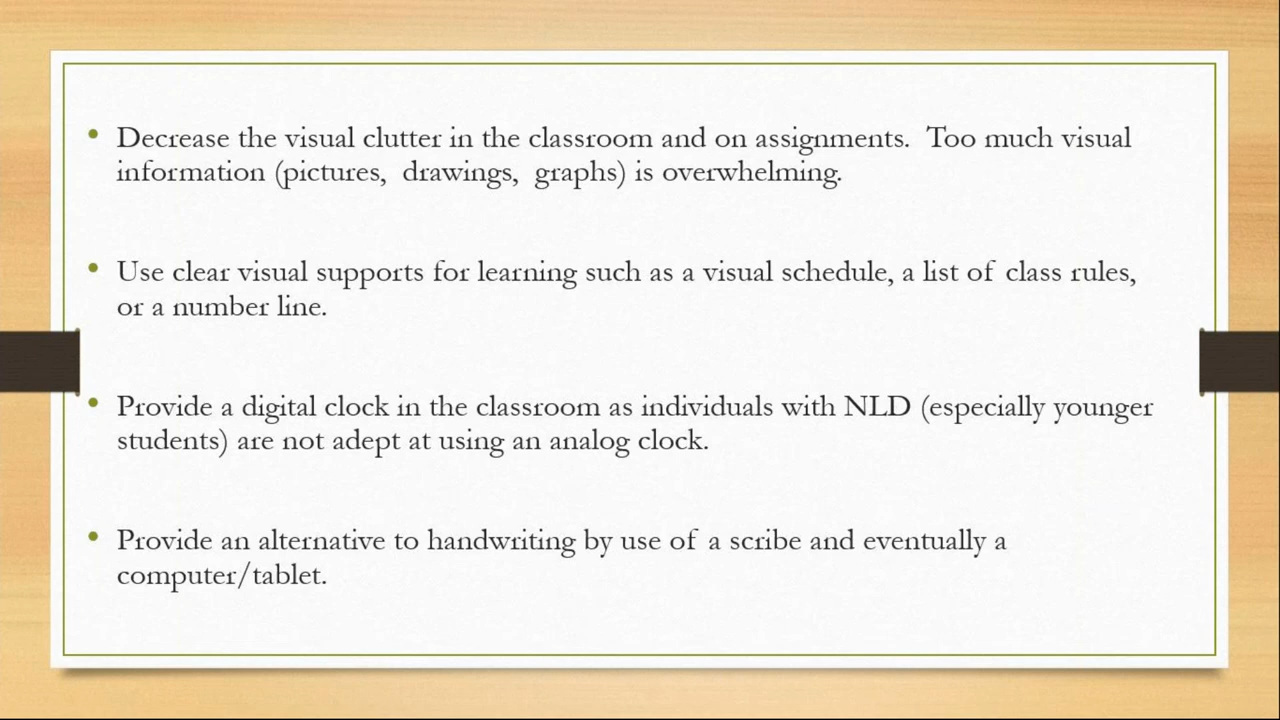 • Decrease the visual clutter in the classroom and on assignments.  Too much visual
information (pictures,  drawings,  graphs) is overwhelming.
• Use clear visual supports for learning such as a visual schedule, a list of class rules,
or a number line.
• Provide a digital clock in the classroom as individuals with NLD (especially younger
students) are not adept at using an analog clock.
• Provide an alternative to handwriting by use of a scribe and eventually a
computer/tablet.